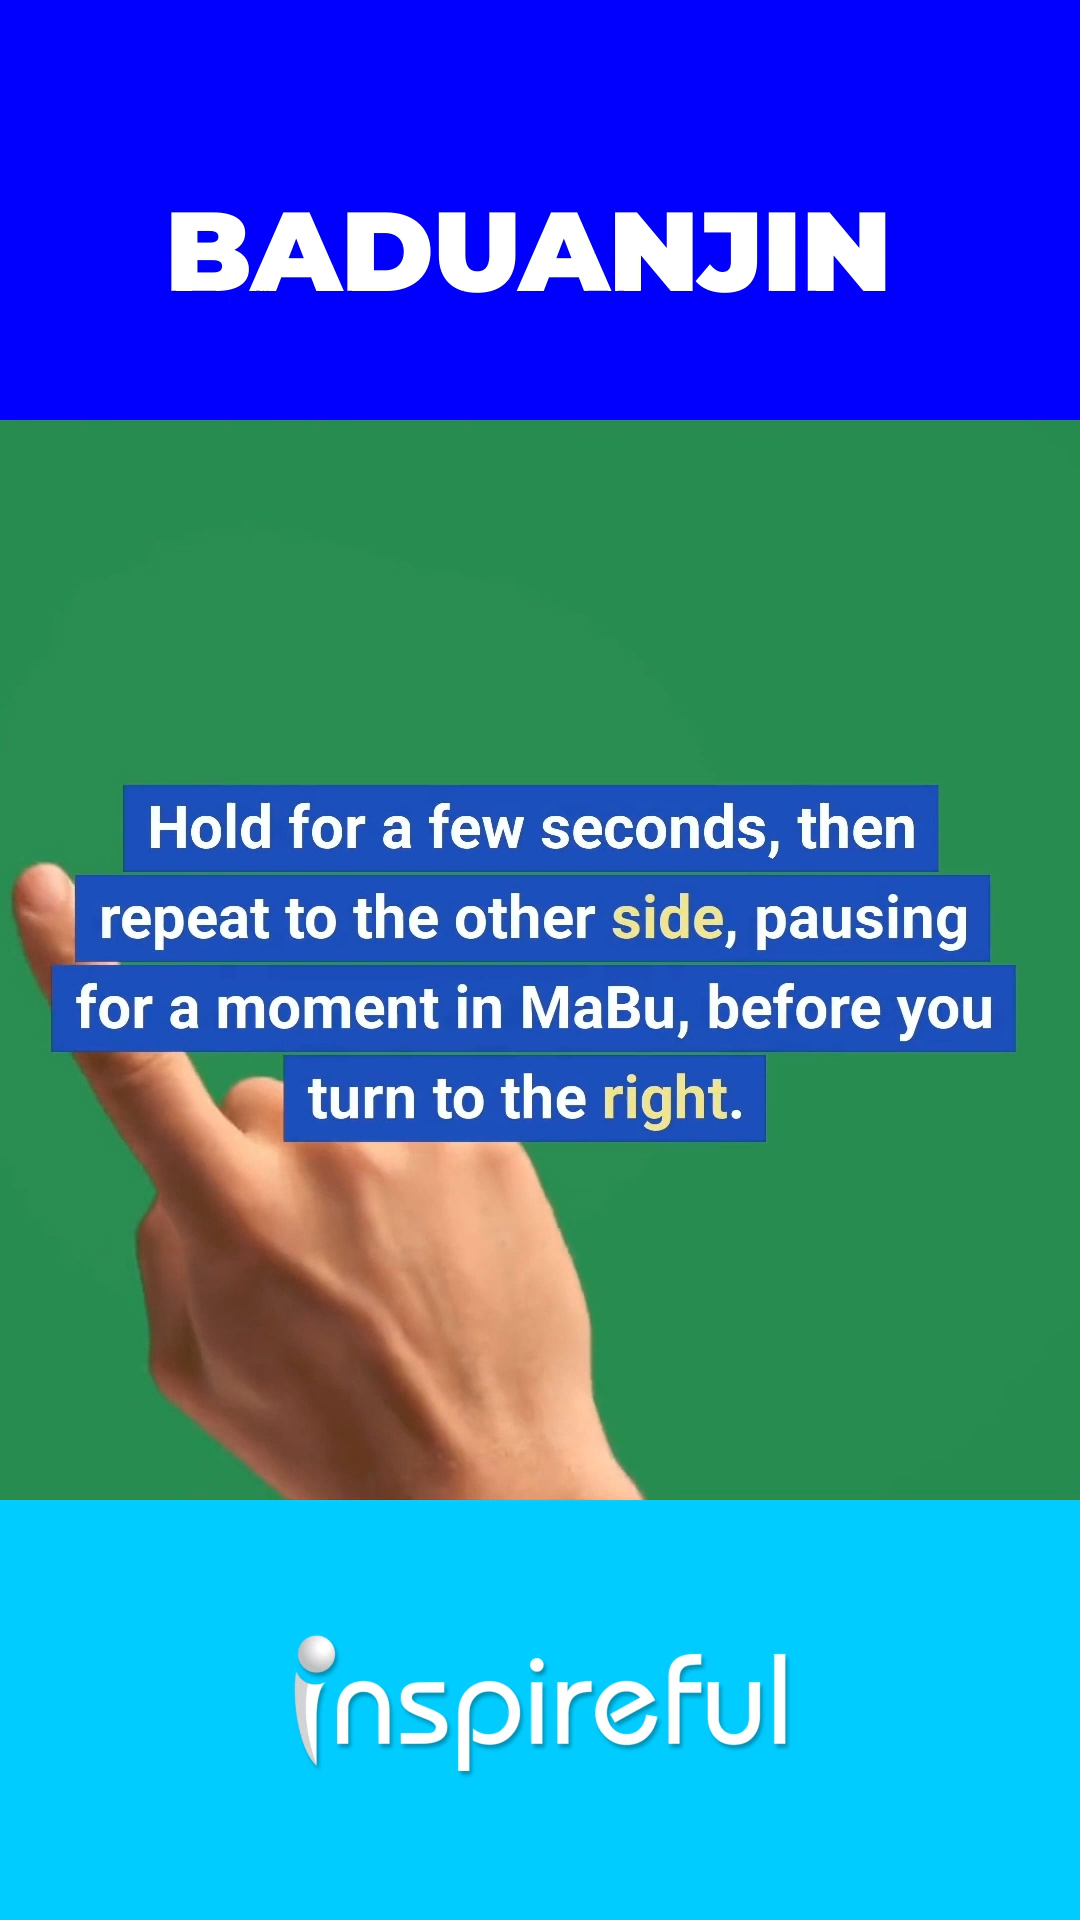 BADUANJIN
Hold for a few seconds, then
repeat to the other side, pausing
for a moment in MaBu, before you
turn to the right.
inspireful